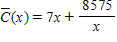 C̅(x) = 7x + 8575/x